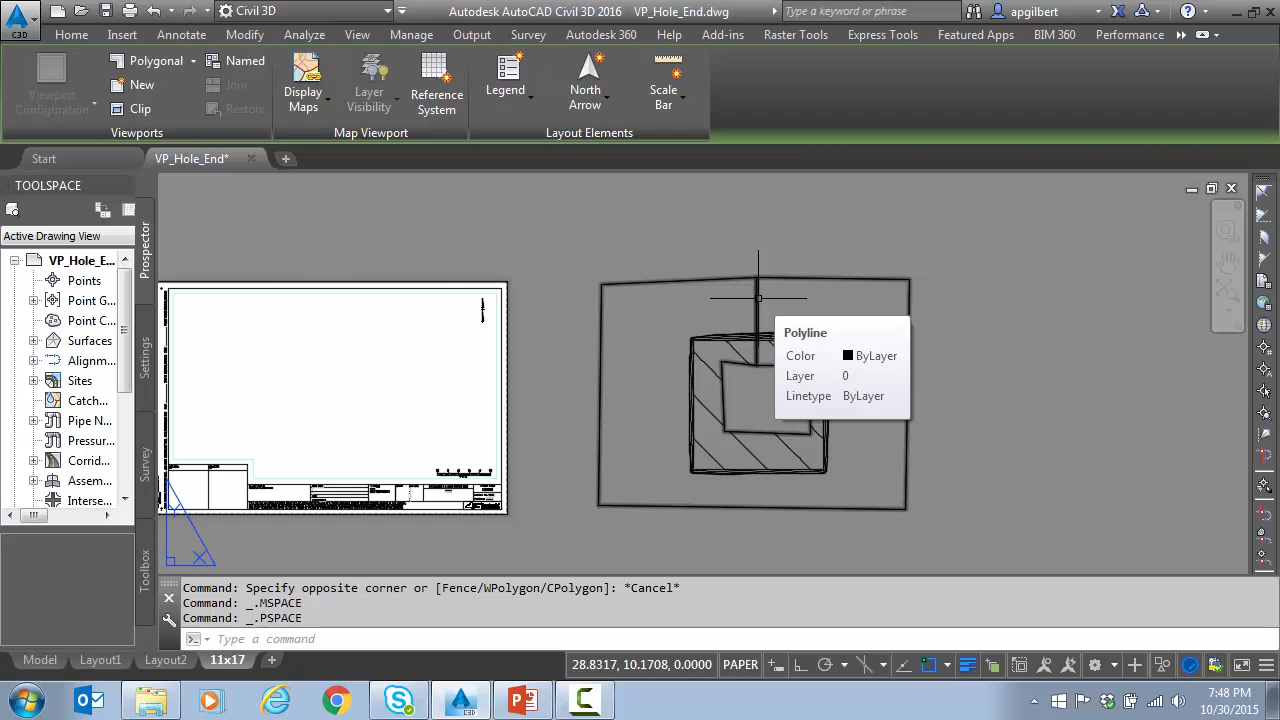 Civil 3D
Autodesk AutoCAD Civil 3D 2016 VP_Hole_End.dwg
Type a keyword or phrase
apgilbert
C3D
Home Insert Annotate Modify Analyze View Manage Output Survey Autodesk 360 Help Add-ins Raster Tools Express Tools Featured Apps BIM 360 Performance
Viewport Configuration
Polygonal
Named
New
Join
Clip
Restore
Display Maps
Layer Visibility
Reference System
Legend
North Arrow
Scale Bar
Viewports
Map Viewport
Layout Elements
Start
VP_Hole_End*
TOOLSPACE
Active Drawing View
VP_Hole_E...
Points
Point G...
Point C...
Surfaces
Alignm...
Sites
Catch...
Pipe N...
Pressur...
Corrid...
Assem...
Interse...
Prospector
Settings
Survey
Toolbox
Polyline
Color ByLayer
Layer 0
Linetype ByLayer
Y
X
Command: Specify opposite corner or [Fence/WPolygon/CPolygon]: *Cancel*
Command: _.MSPACE
Command: _.PSPACE
Type a command
Model Layout1 Layout2 11x17
28.8317, 10.1708, 0.0000 PAPER
C3D
7:48 PM
10/30/2015